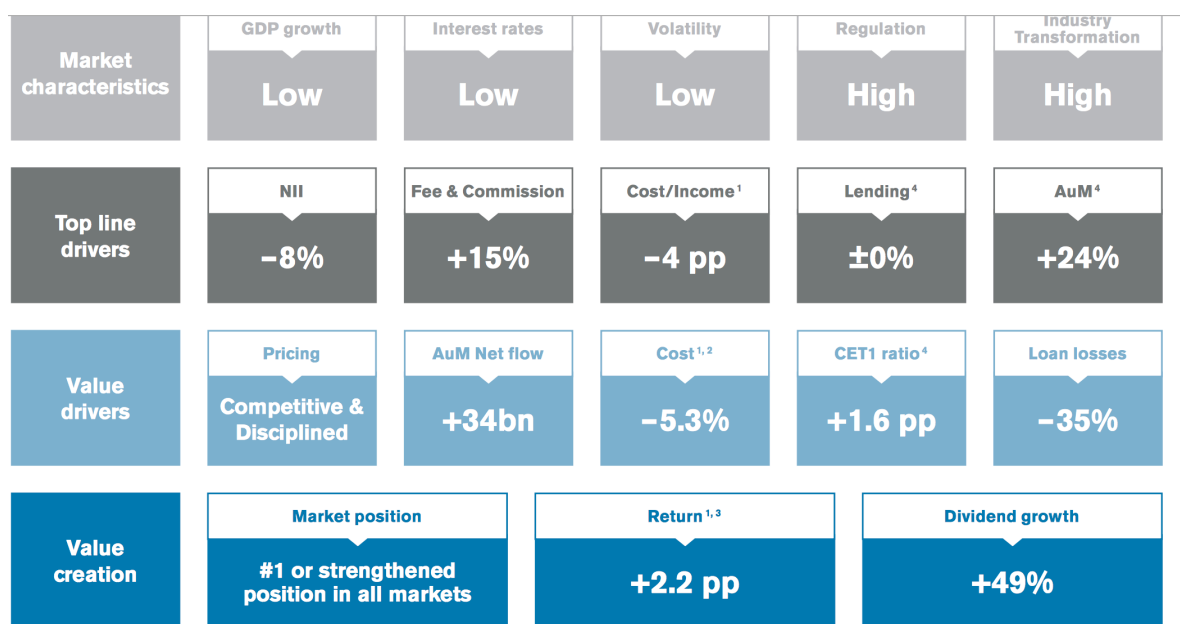 Market
characteristics
GDP growth
Low
Interest rates
Low
Volatility
Low
Regulation
High
Industry
Transformation
High
Top line
drivers
NII
−8%
Fee & Commission
+15%
Cost/Income¹
−4 pp
Lending⁴
±0%
AuM⁴
+24%
Value
drivers
Pricing
Competitive &
Disciplined
AuM Net flow
+34bn
Cost¹,²
−5.3%
CET1 ratio⁴
+1.6 pp
Loan losses
−35%
Value
creation
Market position
#1 or strengthened
position in all markets
Return¹,³
+2.2 pp
Dividend growth
+49%